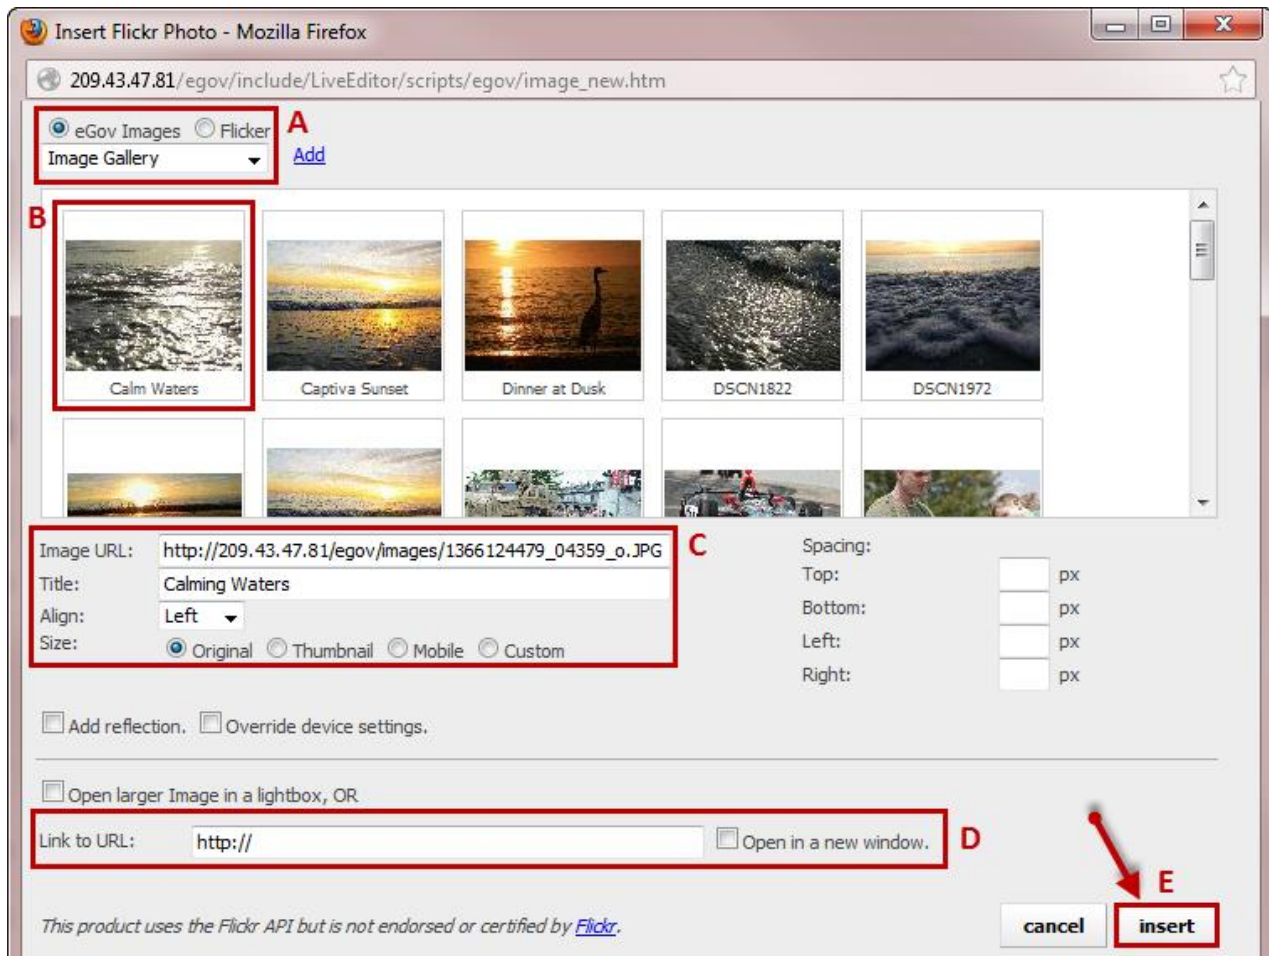 Insert Flickr Photo - Mozilla Firefox
209.43.47.81/egov/include/LiveEditor/scripts/egov/image_new.htm
eGov Images Flicker A
Image Gallery Add
B
Calm Waters Captiva Sunset Dinner at Dusk DSCN1822 DSCN1972
Image URL: http://209.43.47.81/egov/images/1366124479_04359_o.JPG C Spacing:
Title: Calming Waters Top: px
Align: Left Bottom: px
Size: Original Thumbnail Mobile Custom Left: px
Right: px
Add reflection. Override device settings.
Open larger Image in a lightbox, OR
Link to URL: http:// Open in a new window. D
E
This product uses the Flickr API but is not endorsed or certified by Flickr. cancel insert